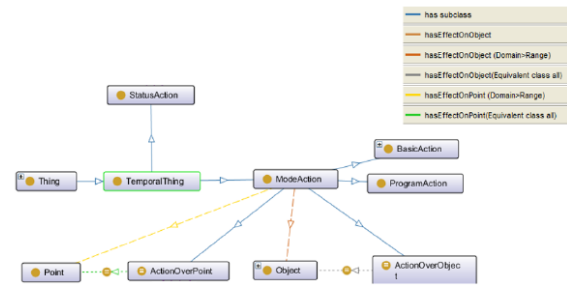 has subclass
hasEffectOnObject
hasEffectOnObject (Domain>Range)
hasEffectOnObject(Equivalent class all)
hasEffectOnPoint (Domain>Range)
hasEffectOnPoint(Equivalent class all)
StatusAction
BasicAction
Thing
TemporalThing
ModeAction
ProgramAction
Point
ActionOverPoint
Object
ActionOverObjec
t